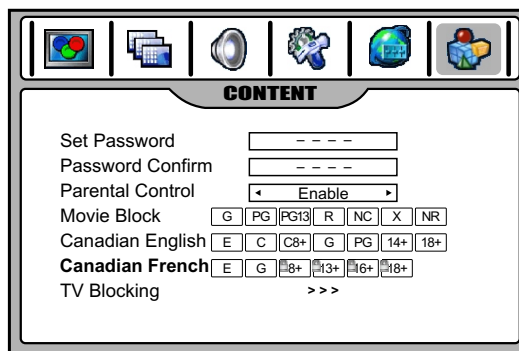 CONTENT
Set Password – – – –
Password Confirm – – – –
Parental Control Enable
Movie Block G PG PG13 R NC X NR
Canadian English E C C8+ G PG 14+ 18+
Canadian French E G 8+ 13+ 16+ 18+
TV Blocking >>>